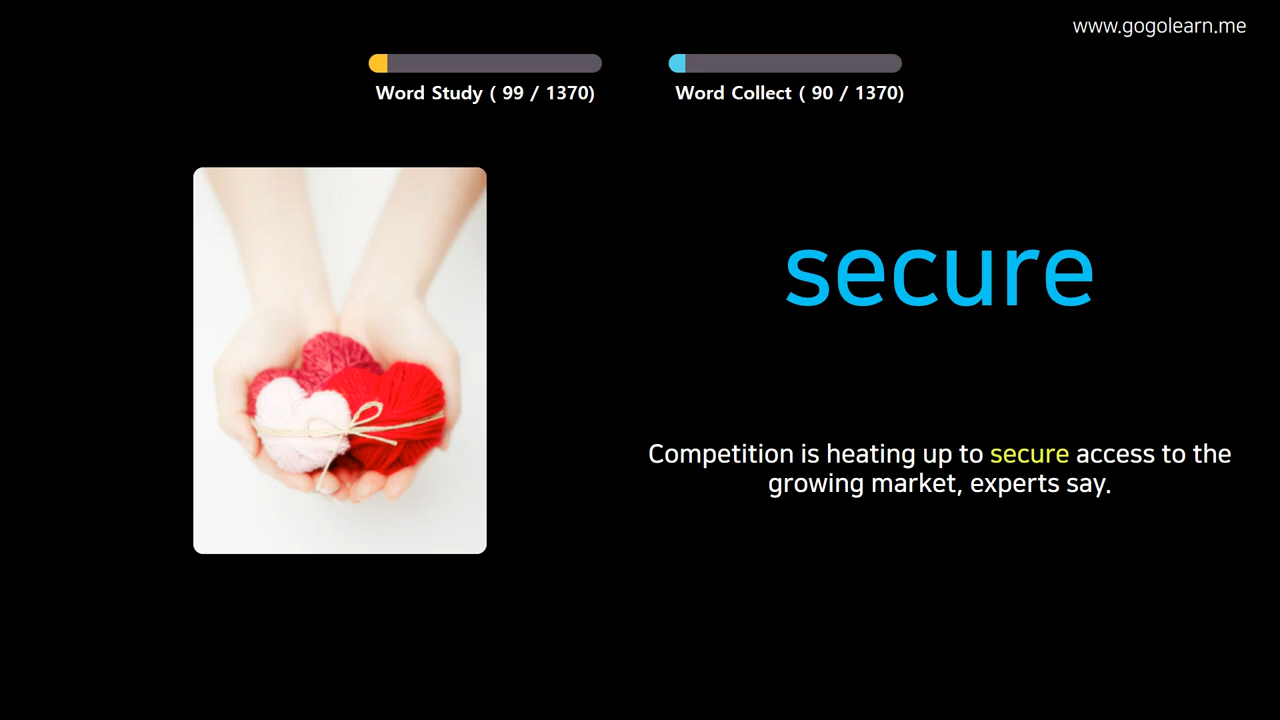 www.gogolearn.me
Word Study ( 99 / 1370)
Word Collect ( 90 / 1370)
secure
Competition is heating up to secure access to the
growing market, experts say.